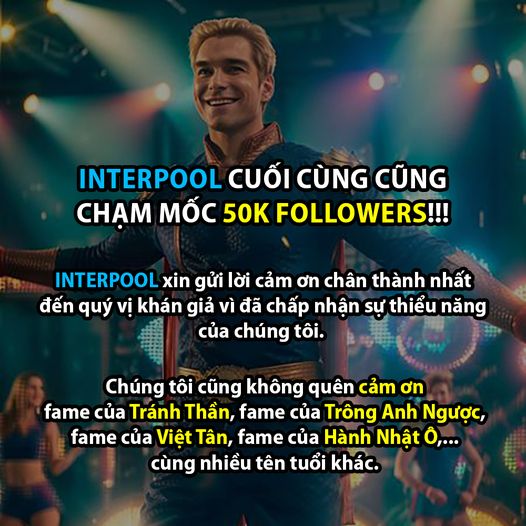 INTERPOOL CUỐI CÙNG CŨNG
CHẠM MỐC 50K FOLLOWERS!!!
INTERPOOL xin gửi lời cảm ơn chân thành nhất
đến quý vị khán giả vì đã chấp nhận sự thiểu năng
của chúng tôi.
Chúng tôi cũng không quên cảm ơn
fame của Tránh Thần, fame của Trông Anh Ngược,
fame của Việt Tân, fame của Hành Nhật Ô,...
cùng nhiều tên tuổi khác.